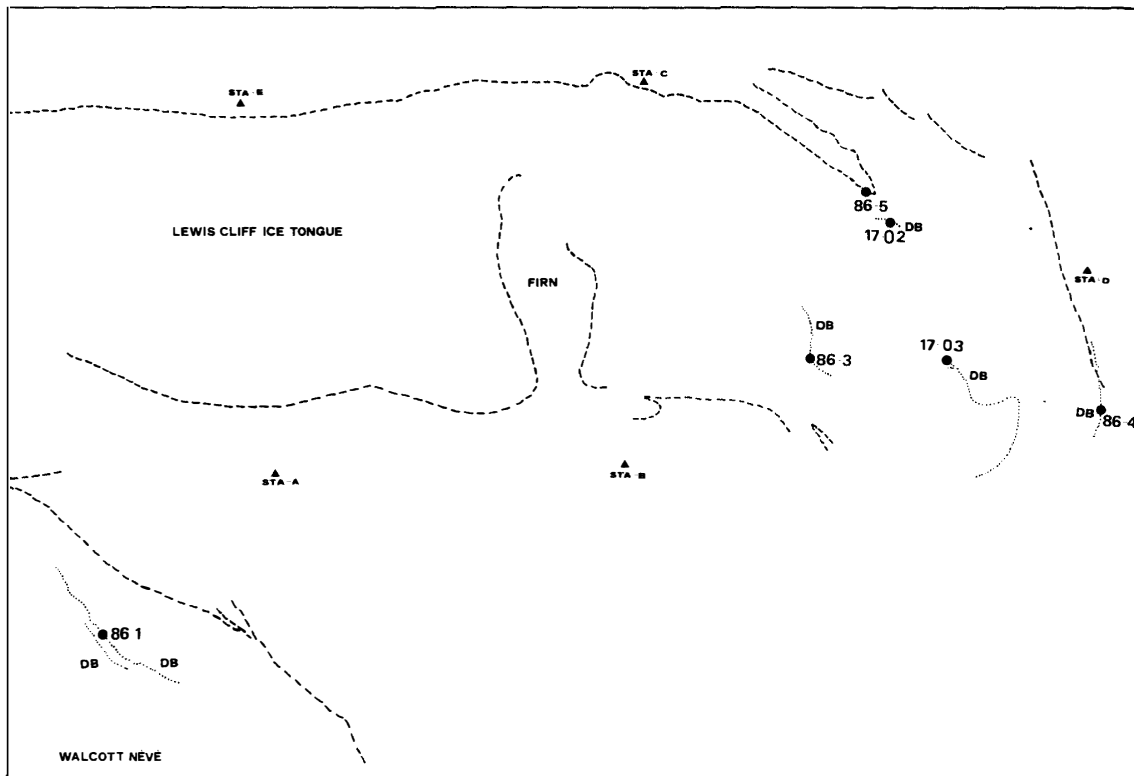 STA-E
STA-C
86-5
DB
17-02
LEWIS CLIFF ICE TONGUE
FIRN
STA-D
DB
86-3
17-03
DB
DB
86-4
STA-A
STA-B
86-1
DB
DB
WALCOTT NÉVÉ